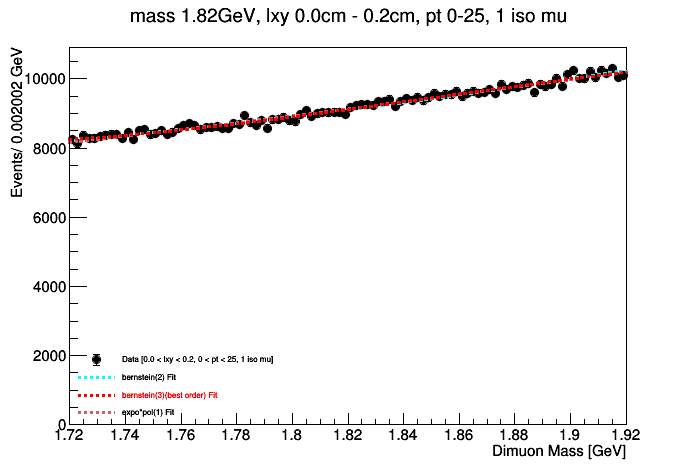 mass 1.82GeV, lxy 0.0cm - 0.2cm, pt 0-25, 1 iso mu
Events/ 0.002002 GeV
10000
8000
6000
4000
2000
0
Data [0.0 < lxy < 0.2, 0 < pt < 25, 1 iso mu]
bernstein(2) Fit
bernstein(3)(best order) Fit
expo*pol(1) Fit
1.72 1.74 1.76 1.78 1.8 1.82 1.84 1.86 1.88 1.9 1.92
Dimuon Mass [GeV]